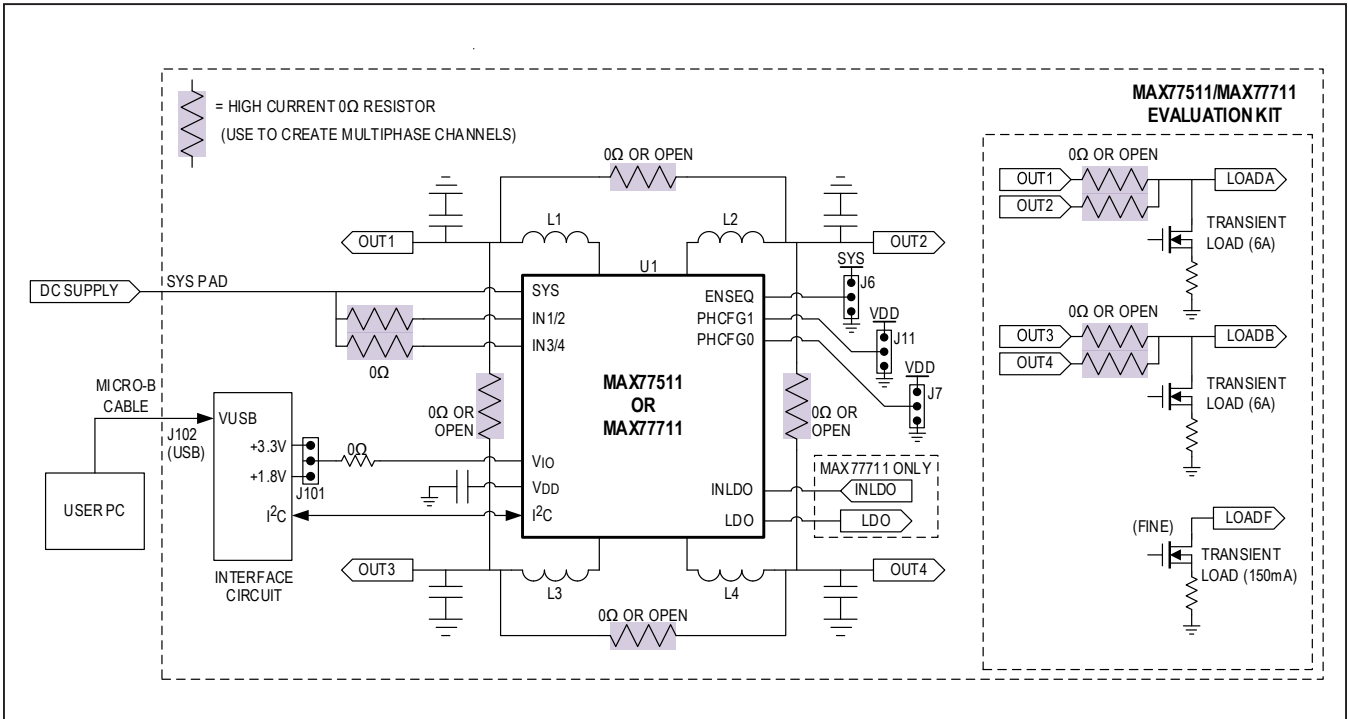 = HIGH CURRENT 0Ω RESISTOR
(USE TO CREATE MULTIPHASE CHANNELS)
MAX77511/MAX77711
EVALUATION KIT
0Ω OR OPEN
L1
L2
OUT1
OUT2
U1
DC SUPPLY
SYS PAD
0Ω
SYS
IN1/2
IN3/4
ENSEQ
PHCFG1
PHCFG0
SYS
J6
VDD
J11
VDD
J7
MAX77511
OR
MAX77711
0Ω OR
OPEN
0Ω OR
OPEN
MICRO-B
CABLE
J102
(USB)
USER PC
VUSB
+3.3V
+1.8V
J101
I2C
INTERFACE
CIRCUIT
0Ω
VIO
VDD
I2C
INLDO
LDO
MAX77711 ONLY
INLDO
LDO
OUT3
L3
L4
OUT4
0Ω OR OPEN
0Ω OR OPEN
OUT1
OUT2
LOADA
TRANSIENT
LOAD (6A)
0Ω OR OPEN
OUT3
OUT4
LOADB
TRANSIENT
LOAD (6A)
(FINE)
LOADF
TRANSIENT
LOAD (150mA)